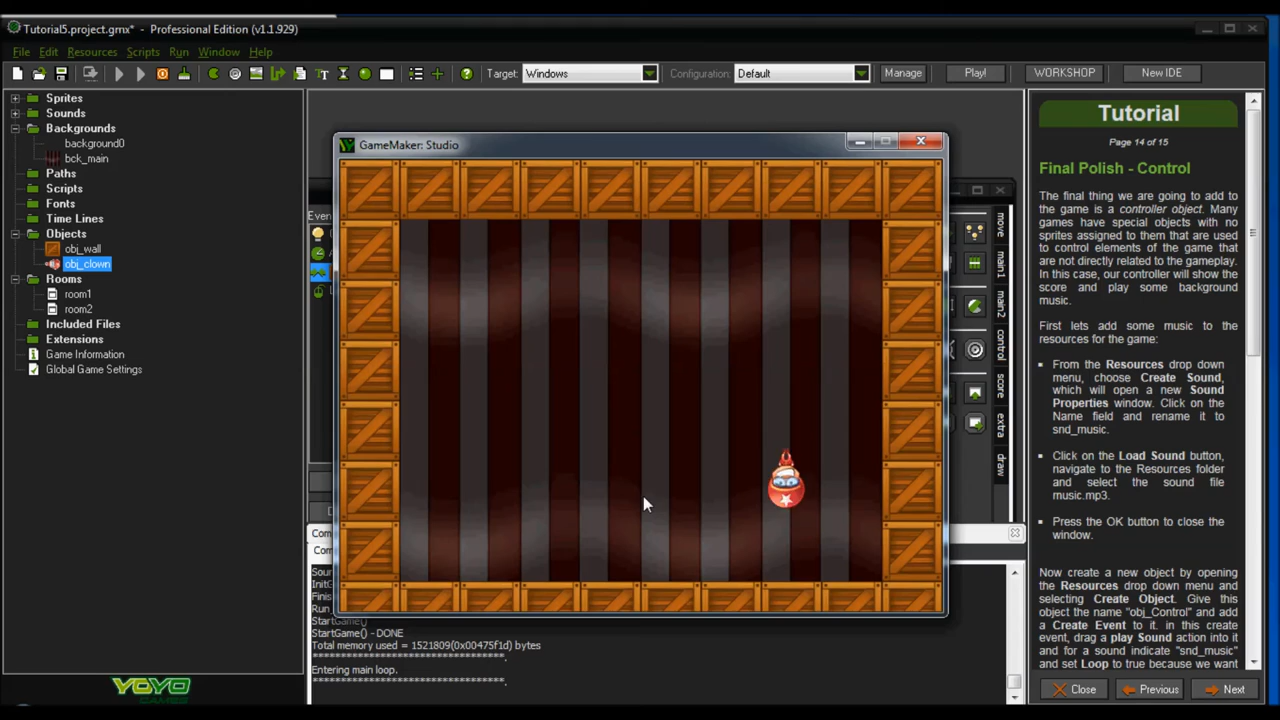 Tutorial5.project.gmx* - Professional Edition (v1.1.929)
File Edit Resources Scripts Run Window Help
Target: Windows Configuration: Default Manage Play! WORKSHOP New IDE
Sprites
Sounds
Backgrounds
background0
bck_main
Paths
Scripts
Fonts
Time Lines
Objects
obj_wall
obj_clown
Rooms
room1
room2
Included Files
Extensions
Game Information
Global Game Settings
YOYO
GAMES
GameMaker: Studio
move
main1
main2
control
score
extra
draw
StartGame()
StartGame() - DONE
Total memory used = 1521809(0x00475f1d) bytes
**********************************.
Entering main loop.
**********************************.
Tutorial
Page 14 of 15
Final Polish - Control
The final thing we are going to add to
the game is a controller object. Many
games have special objects with no
sprites assigned to them that are used
to control elements of the game that
are not directly related to the gameplay.
In this case, our controller will show the
score and play some background
music.
First lets add some music to the
resources for the game:
From the Resources drop down
menu, choose Create Sound,
which will open a new Sound
Properties window. Click on the
Name field and rename it to
snd_music.
Click on the Load Sound button,
navigate to the Resources folder
and select the sound file
music.mp3.
Press the OK button to close the
window.
Now create a new object by opening
the Resources drop down menu and
selecting Create Object. Give this
object the name "obj_Control" and add
a Create Event to it. in this create
event, drag a play Sound action into it
and for a sound indicate "snd_music"
and set Loop to true because we want
Close Previous Next